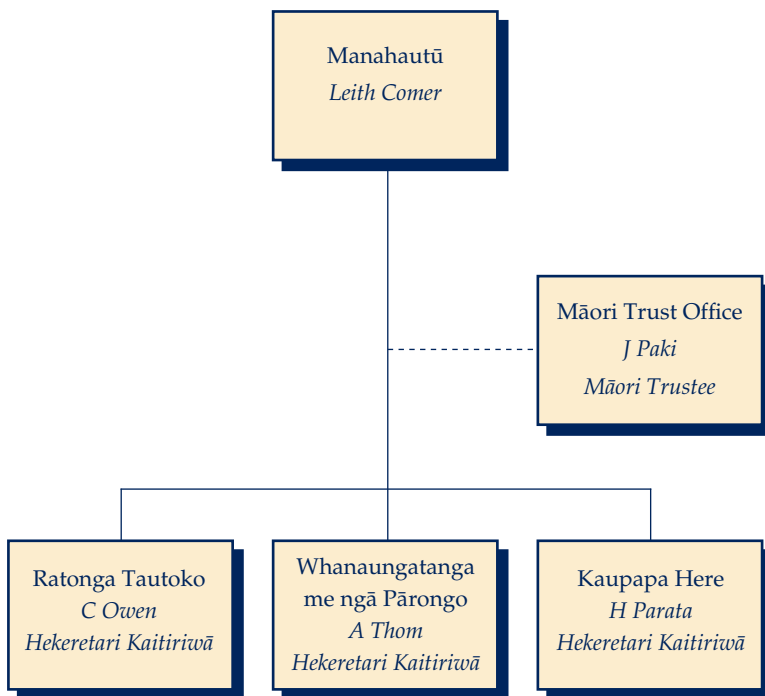 Manahautū
Leith Comer
Māori Trust Office
J Paki
Māori Trustee
Ratonga Tautoko
C Owen
Hekeretari Kaitiriwā
Whanaungatanga
me ngā Pārongo
A Thom
Hekeretari Kaitiriwā
Kaupapa Here
H Parata
Hekeretari Kaitiriwā